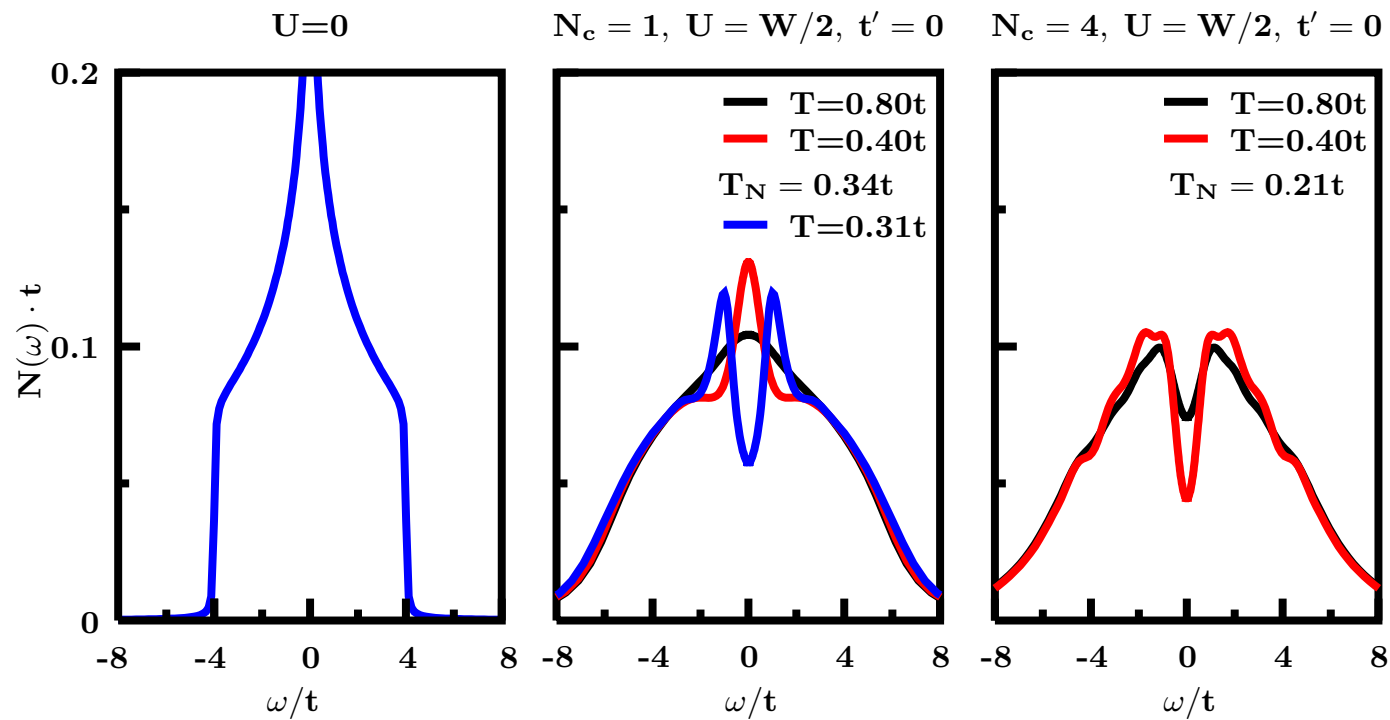 U=0
N_c = 1, U = W/2, t′ = 0
N_c = 4, U = W/2, t′ = 0
N(ω) · t
0.2
0.1
0
T=0.80t
T=0.40t
T_N = 0.34t
T=0.31t
T=0.80t
T=0.40t
T_N = 0.21t
-8 -4 0 4 8
-8 -4 0 4 8
-8 -4 0 4 8
ω/t
ω/t
ω/t